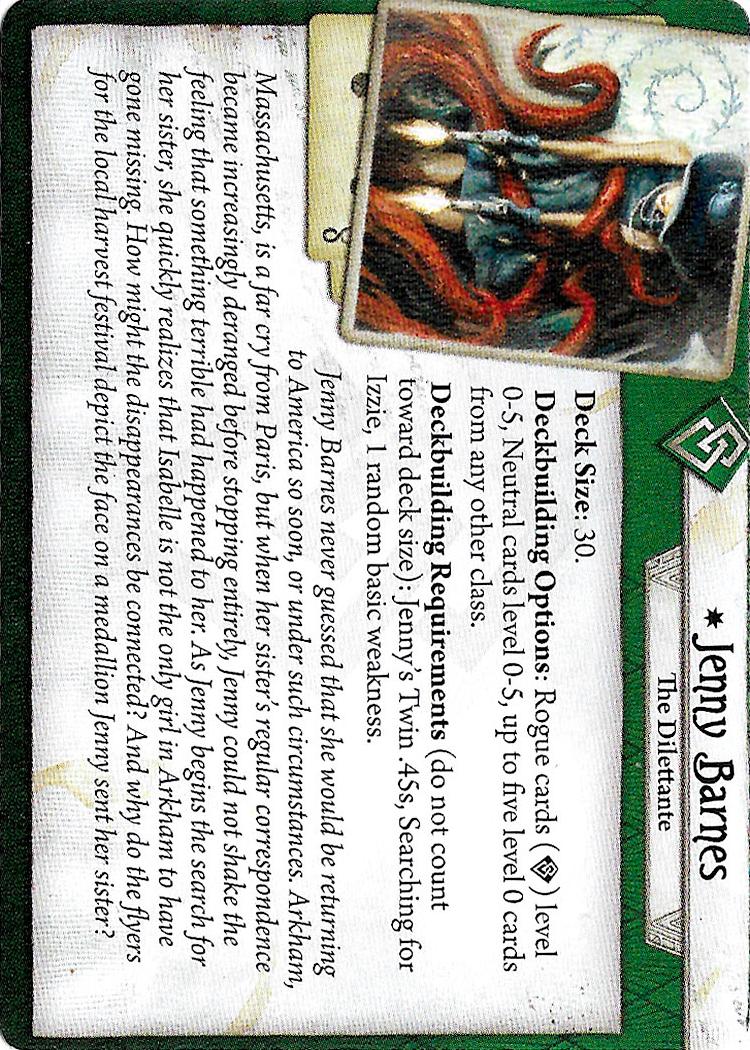 Jenny Barnes
The Dilettante
Deck Size: 30.
Deckbuilding Options: Rogue cards () level
0-5, Neutral cards level 0-5, up to five level 0 cards
from any other class.
Deckbuilding Requirements (do not count
toward deck size): Jenny's Twin .45s, Searching for
Izzie, 1 random basic weakness.
Jenny Barnes never guessed that she would be returning
to America so soon, or under such circumstances. Arkham,
Massachusetts, is a far cry from Paris, but when her sister's regular correspondence
became increasingly deranged before stopping entirely, Jenny could not shake the
feeling that something terrible had happened to her. As Jenny begins the search for
her sister, she quickly realizes that Isabelle is not the only girl in Arkham to have
gone missing. How might the disappearances be connected? And why do the flyers
for the local harvest festival depict the face on a medallion Jenny sent her sister?